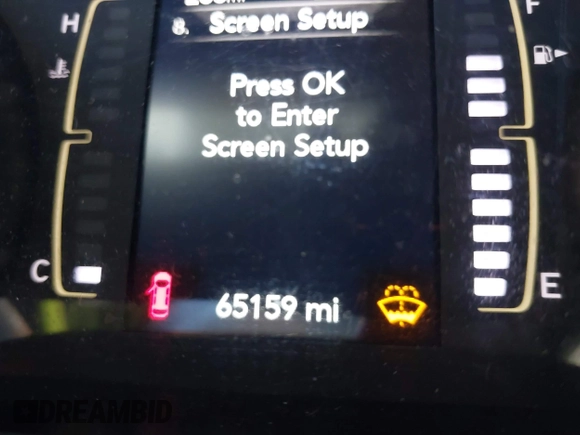 H
F
8. Screen Setup
Press OK
to Enter
Screen Setup
C
E
65159 mi
DREAMBID